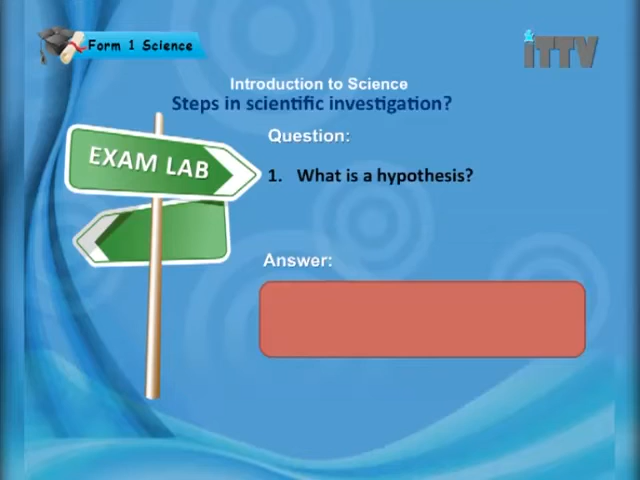 Form 1 Science
iTTV
Introduction to Science
Steps in scientific investigation?
Question:
EXAM LAB
1. What is a hypothesis?
Answer: